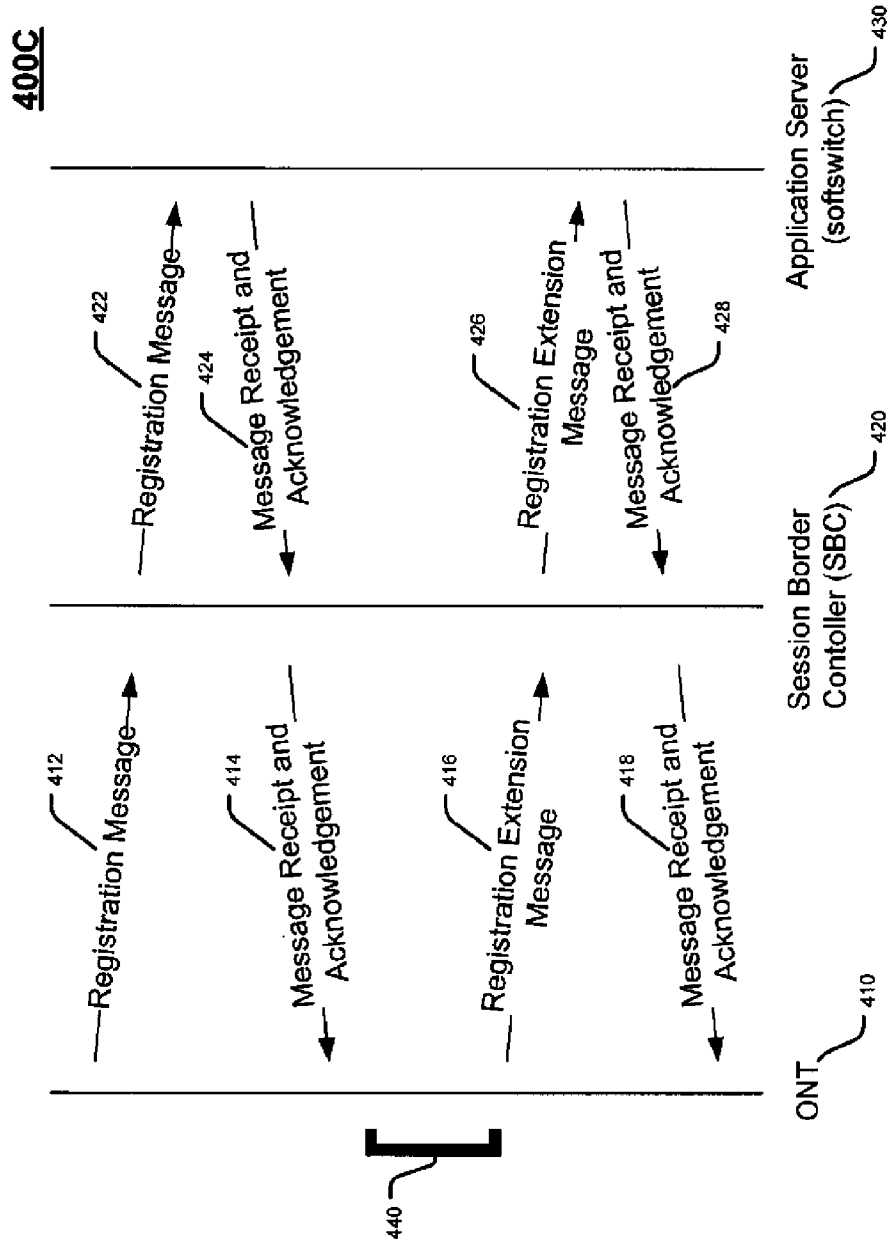 400C
412
Registration Message
422
Registration Message
424
Message Receipt and
Acknowledgement
414
Message Receipt and
Acknowledgement
440
416
Registration Extension
Message
426
Registration Extension
Message
Message Receipt and
Acknowledgement
428
418
Message Receipt and
Acknowledgement
ONT
410
Session Border
Contoller (SBC)
420
Application Server
(softswitch)
430